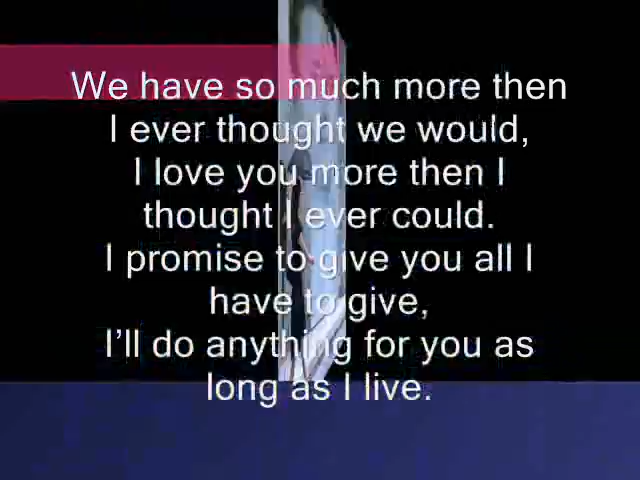 We have so much more then
I ever thought we would,
I love you more then I
thought I ever could.
I promise to give you all I
have to give,
I'll do anything for you as
long as I live.